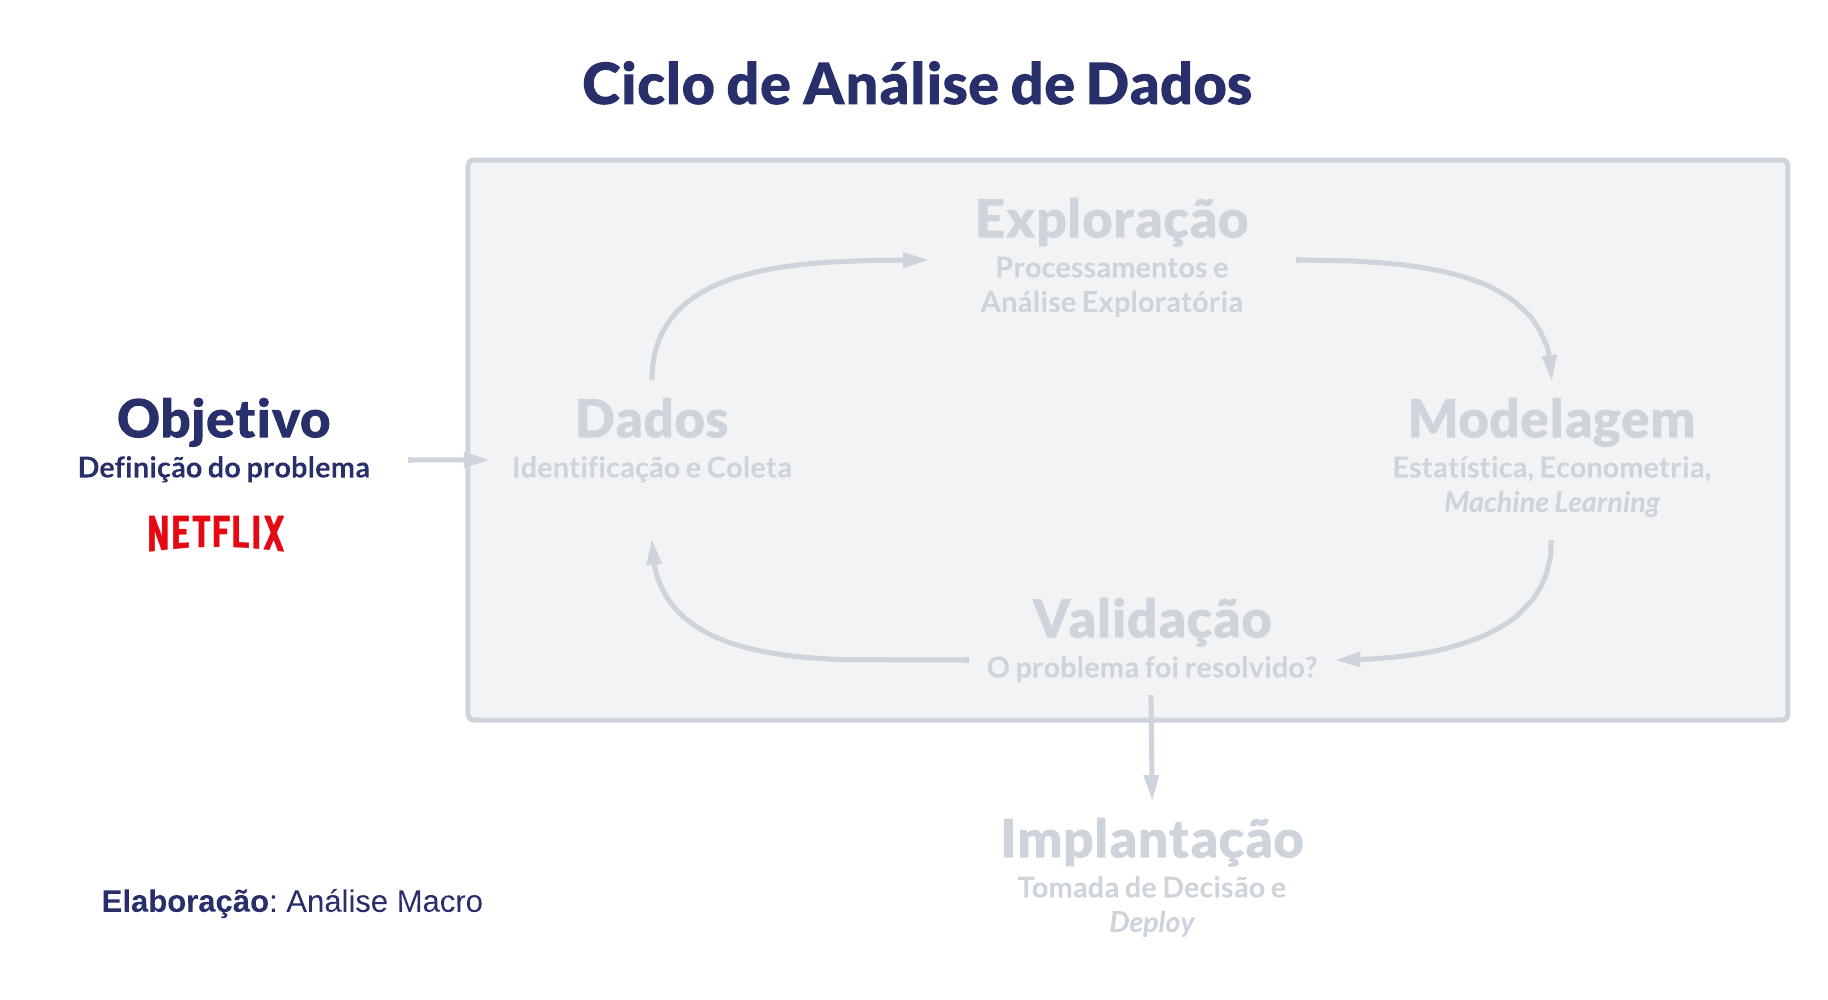 Ciclo de Análise de Dados
Objetivo
Definição do problema
NETFLIX
Dados
Identificação e Coleta
Exploração
Processamentos e
Análise Exploratória
Modelagem
Estatística, Econometria,
Machine Learning
Validação
O problema foi resolvido?
Implantação
Tomada de Decisão e
Deploy
Elaboração: Análise Macro